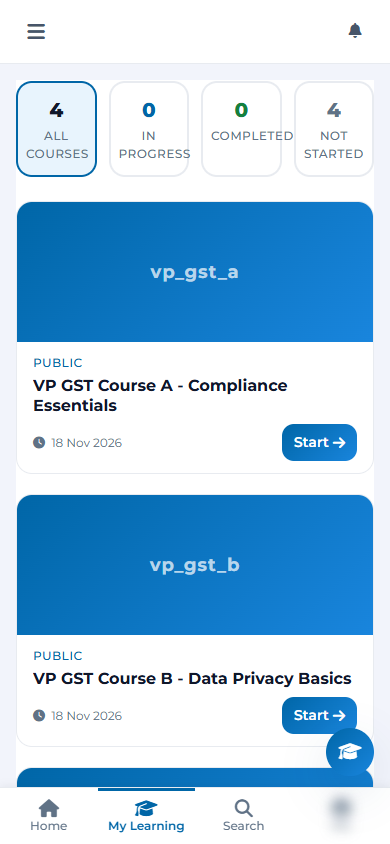 4
ALL
COURSES
0
IN
PROGRESS
0
COMPLETED
4
NOT
STARTED
vp_gst_a
PUBLIC
VP GST Course A - Compliance
Essentials
18 Nov 2026
Start
vp_gst_b
PUBLIC
VP GST Course B - Data Privacy Basics
18 Nov 2026
Start
Home
My Learning
Search